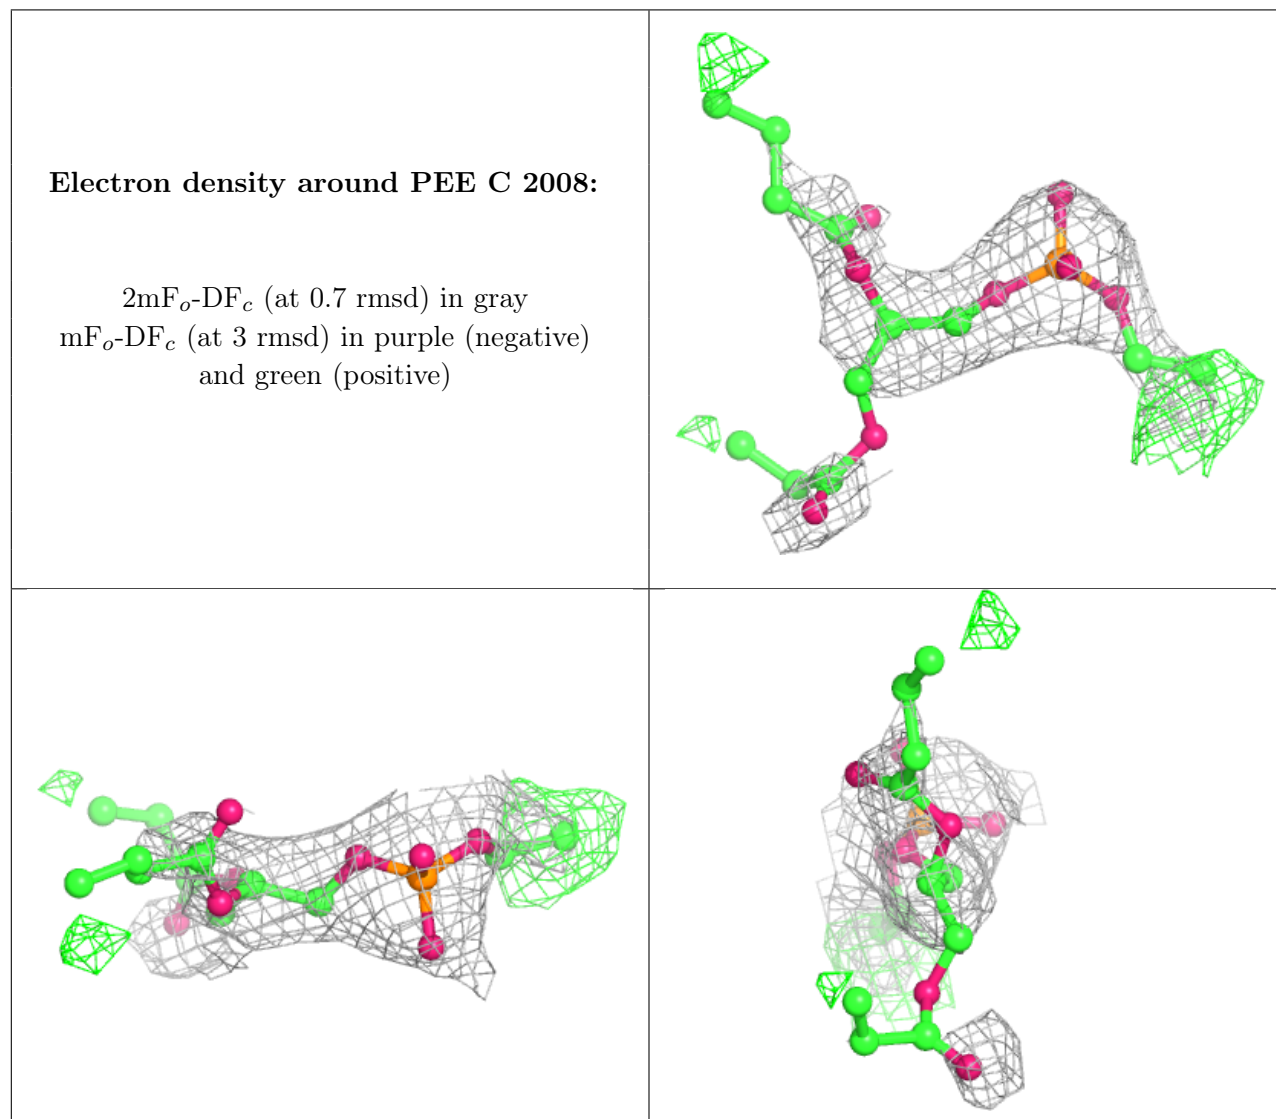 Electron density around PEE C 2008:
2mFo-DFc (at 0.7 rmsd) in gray
mFo-DFc (at 3 rmsd) in purple (negative)
and green (positive)